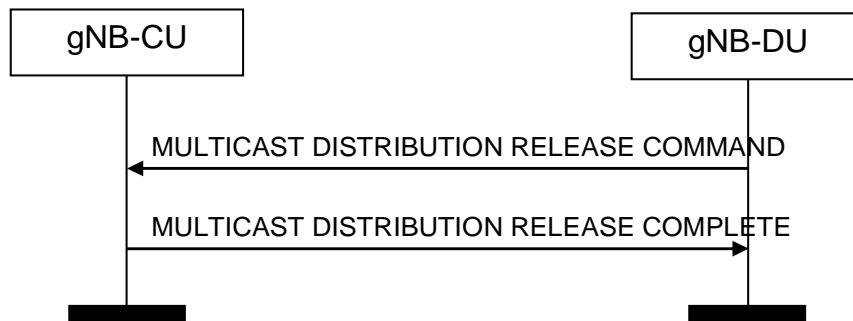 gNB-CU
gNB-DU
MULTICAST DISTRIBUTION RELEASE COMMAND
MULTICAST DISTRIBUTION RELEASE COMPLETE